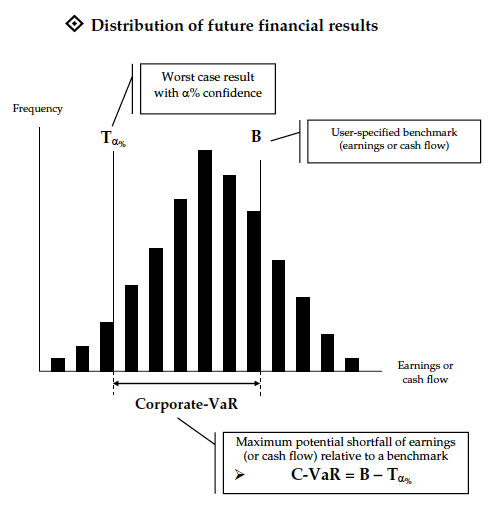 Distribution of future financial results
Worst case result
with α% confidence
Frequency
Tα%
B
User-specified benchmark
(earnings or cash flow)
Earnings or
cash flow
Corporate-VaR
Maximum potential shortfall of earnings
(or cash flow) relative to a benchmark
➢ C-VaR = B – Tα%